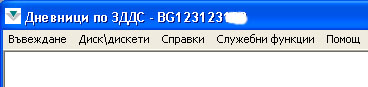 Дневници по ЗДДС - BG123123
Въвеждане Диск\дискети Справки Служебни функции Помощ